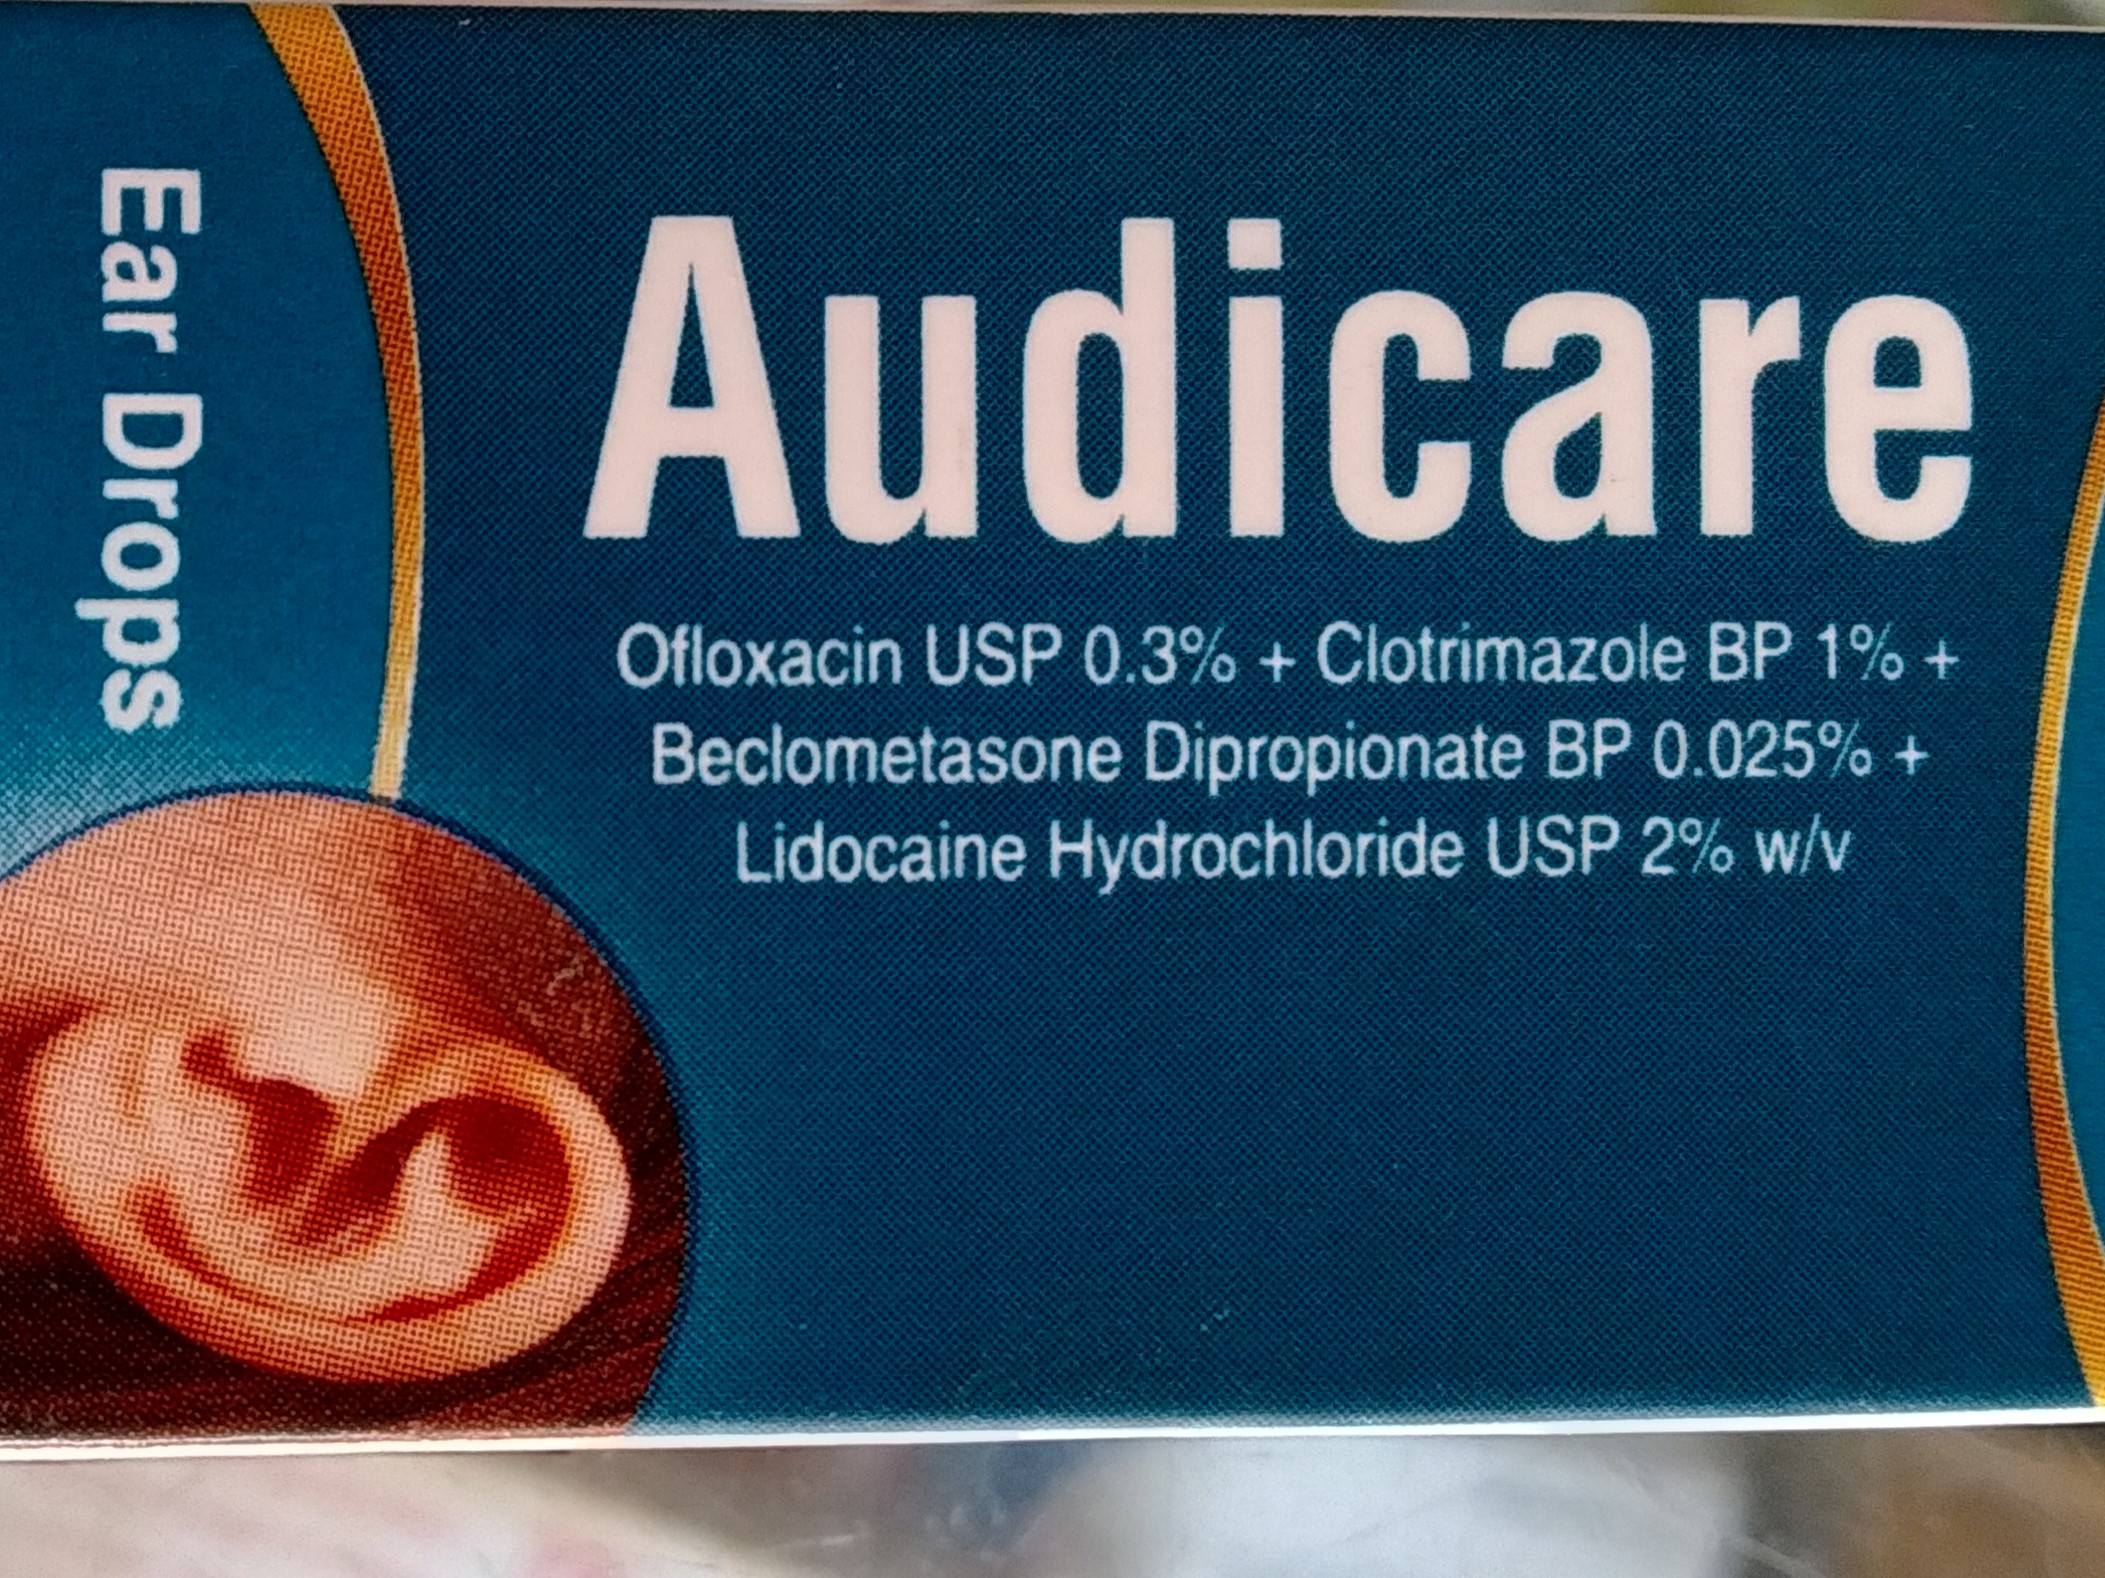 Ear Drops
Audicare
Ofloxacin USP 0.3% + Clotrimazole BP 1% +
Beclometasone Dipropionate BP 0.025% +
Lidocaine Hydrochloride USP 2% w/v